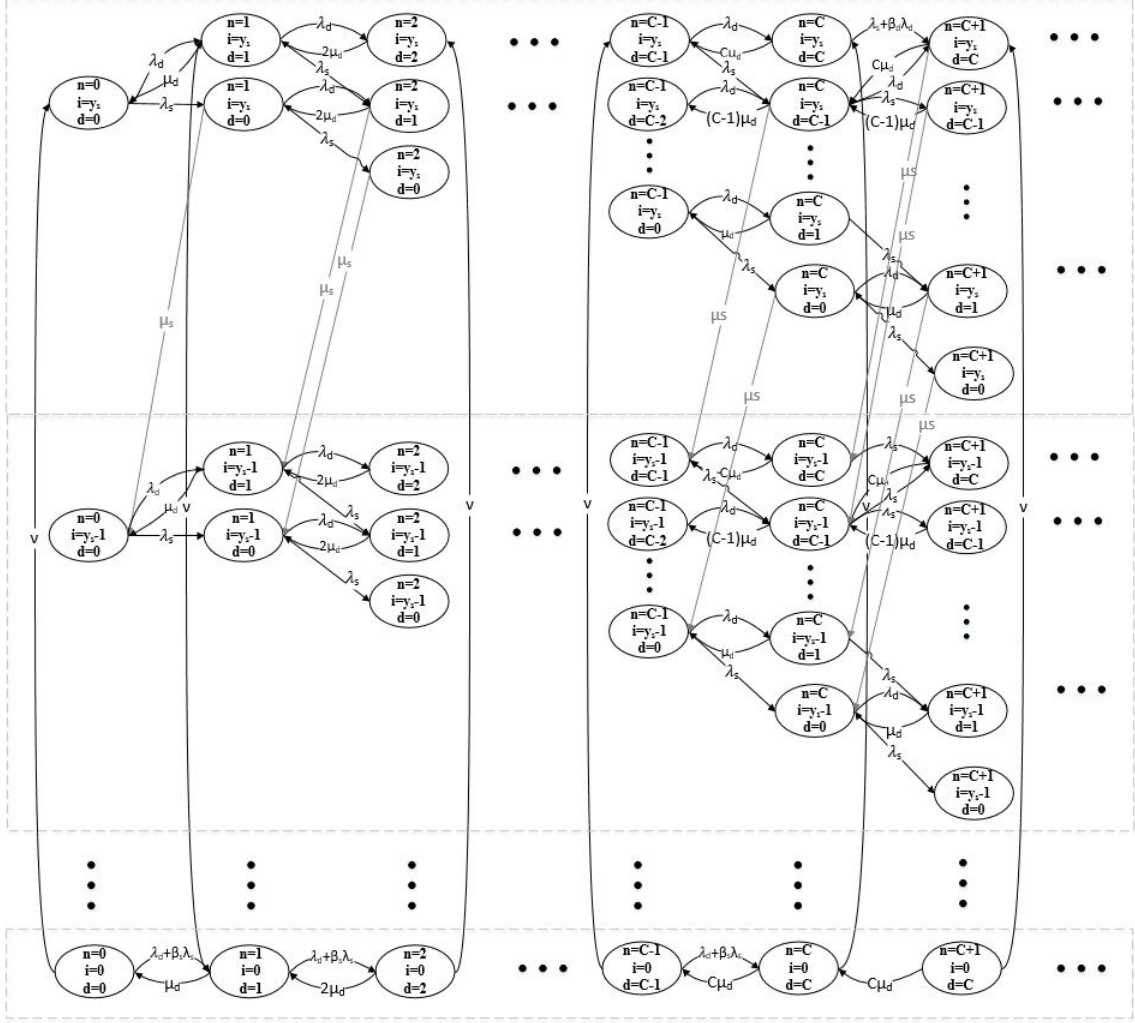 n=1
i=yₛ
d=1
λd
2μd
n=2
i=yₛ
d=2
n=C-1
i=yₛ
d=C-1
λd
Cμd
n=C
i=yₛ
d=C
λₛ+βdλd
n=C+1
i=yₛ
d=C
λd
μd
λₛ
λₛ
Cμd
λd
n=0
i=yₛ
d=0
λₛ
n=1
i=yₛ
d=0
λd
2μd
n=2
i=yₛ
d=1
n=C-1
i=yₛ
d=C-2
λd
(C-1)μd
n=C
i=yₛ
d=C-1
λₛ
(C-1)μd
n=C+1
i=yₛ
d=C-1
λₛ
n=2
i=yₛ
d=0
μs
n=C-1
i=yₛ
d=0
λd
μd
n=C
i=yₛ
d=1
μs
λₛ
λₛ
n=C
i=yₛ
d=0
λd
μd
n=C+1
i=yₛ
d=1
μₛ
μₛ
μₛ
μs
λₛ
n=C+1
i=yₛ
d=0
μs
μs
μs
n=1
i=yₛ-1
d=1
λd
2μd
n=2
i=yₛ-1
d=2
n=C-1
i=yₛ-1
d=C-1
λd
Cμd
n=C
i=yₛ-1
d=C
λₛ
n=C+1
i=yₛ-1
d=C
λd
μd
λₛ
λₛ
Cμd
λₛ
ν
ν
ν
ν
ν
ν
n=0
i=yₛ-1
d=0
λₛ
n=1
i=yₛ-1
d=0
λd
2μd
n=2
i=yₛ-1
d=1
n=C-1
i=yₛ-1
d=C-2
λd
(C-1)μd
n=C
i=yₛ-1
d=C-1
λₛ
(C-1)μd
n=C+1
i=yₛ-1
d=C-1
λₛ
n=2
i=yₛ-1
d=0
n=C-1
i=yₛ-1
d=0
λd
μd
n=C
i=yₛ-1
d=1
λₛ
λₛ
n=C
i=yₛ-1
d=0
λd
μd
n=C+1
i=yₛ-1
d=1
λₛ
n=C+1
i=yₛ-1
d=0
n=0
i=0
d=0
λd+βₛλₛ
μd
n=1
i=0
d=1
λd+βₛλₛ
2μd
n=2
i=0
d=2
n=C-1
i=0
d=C-1
λd+βₛλₛ
Cμd
n=C
i=0
d=C
Cμd
n=C+1
i=0
d=C